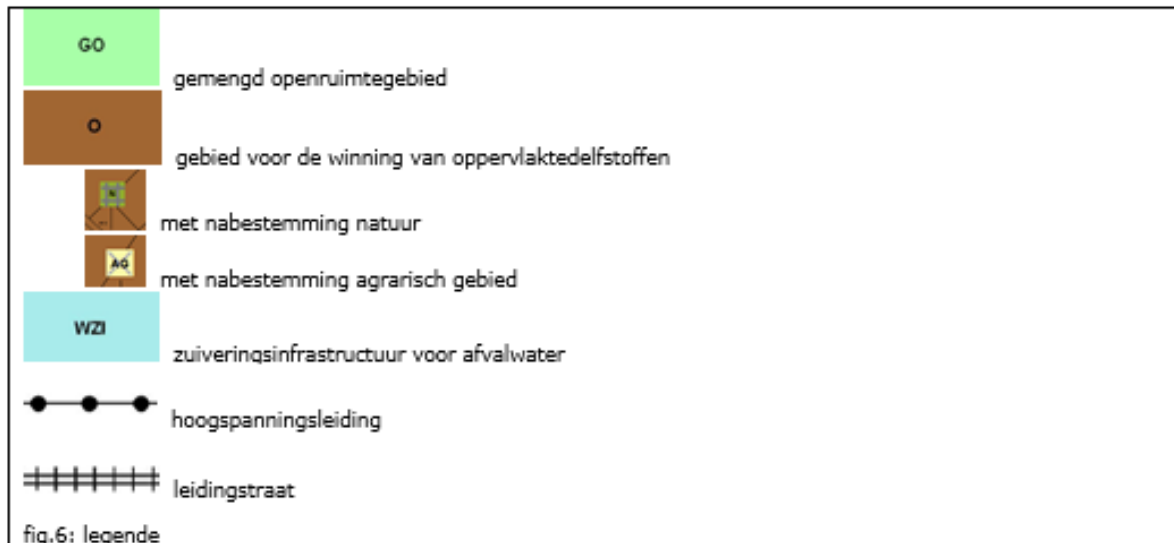 GO
gemengd openruimtegebied
O
gebied voor de winning van oppervlaktedelfstoffen
met nabestemming natuur
AG
met nabestemming agrarisch gebied
WZI
zuiveringsinfrastructuur voor afvalwater
hoogspanningsleiding
leidingstraat
fig.6: legende